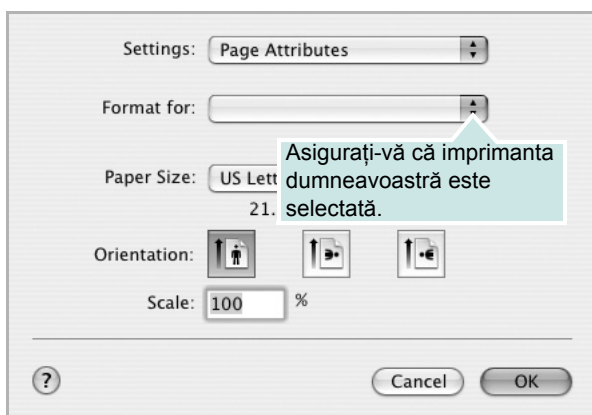 Settings: Page Attributes
Format for:
Asigurați-vă că imprimanta
dumneavoastră este
selectată.
Paper Size: US Lett
21.
Orientation:
Scale: 100 %
? Cancel OK